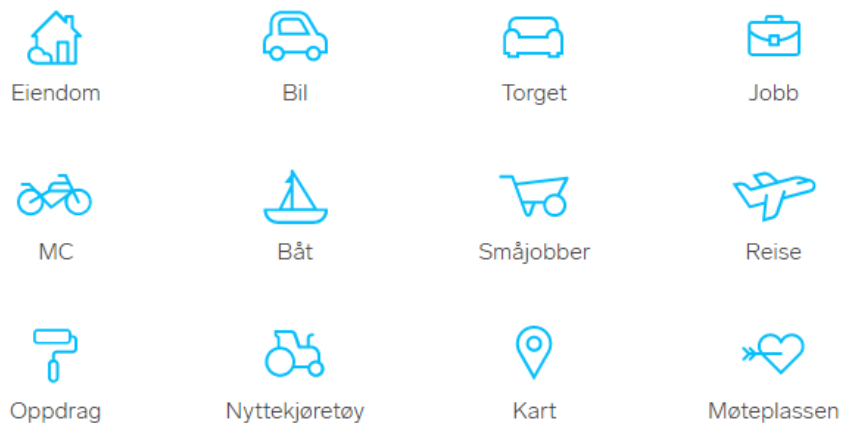 Eiendom Bil Torget Jobb
MC Båt Småjobber Reise
Oppdrag Nyttekjøretøy Kart Møteplassen